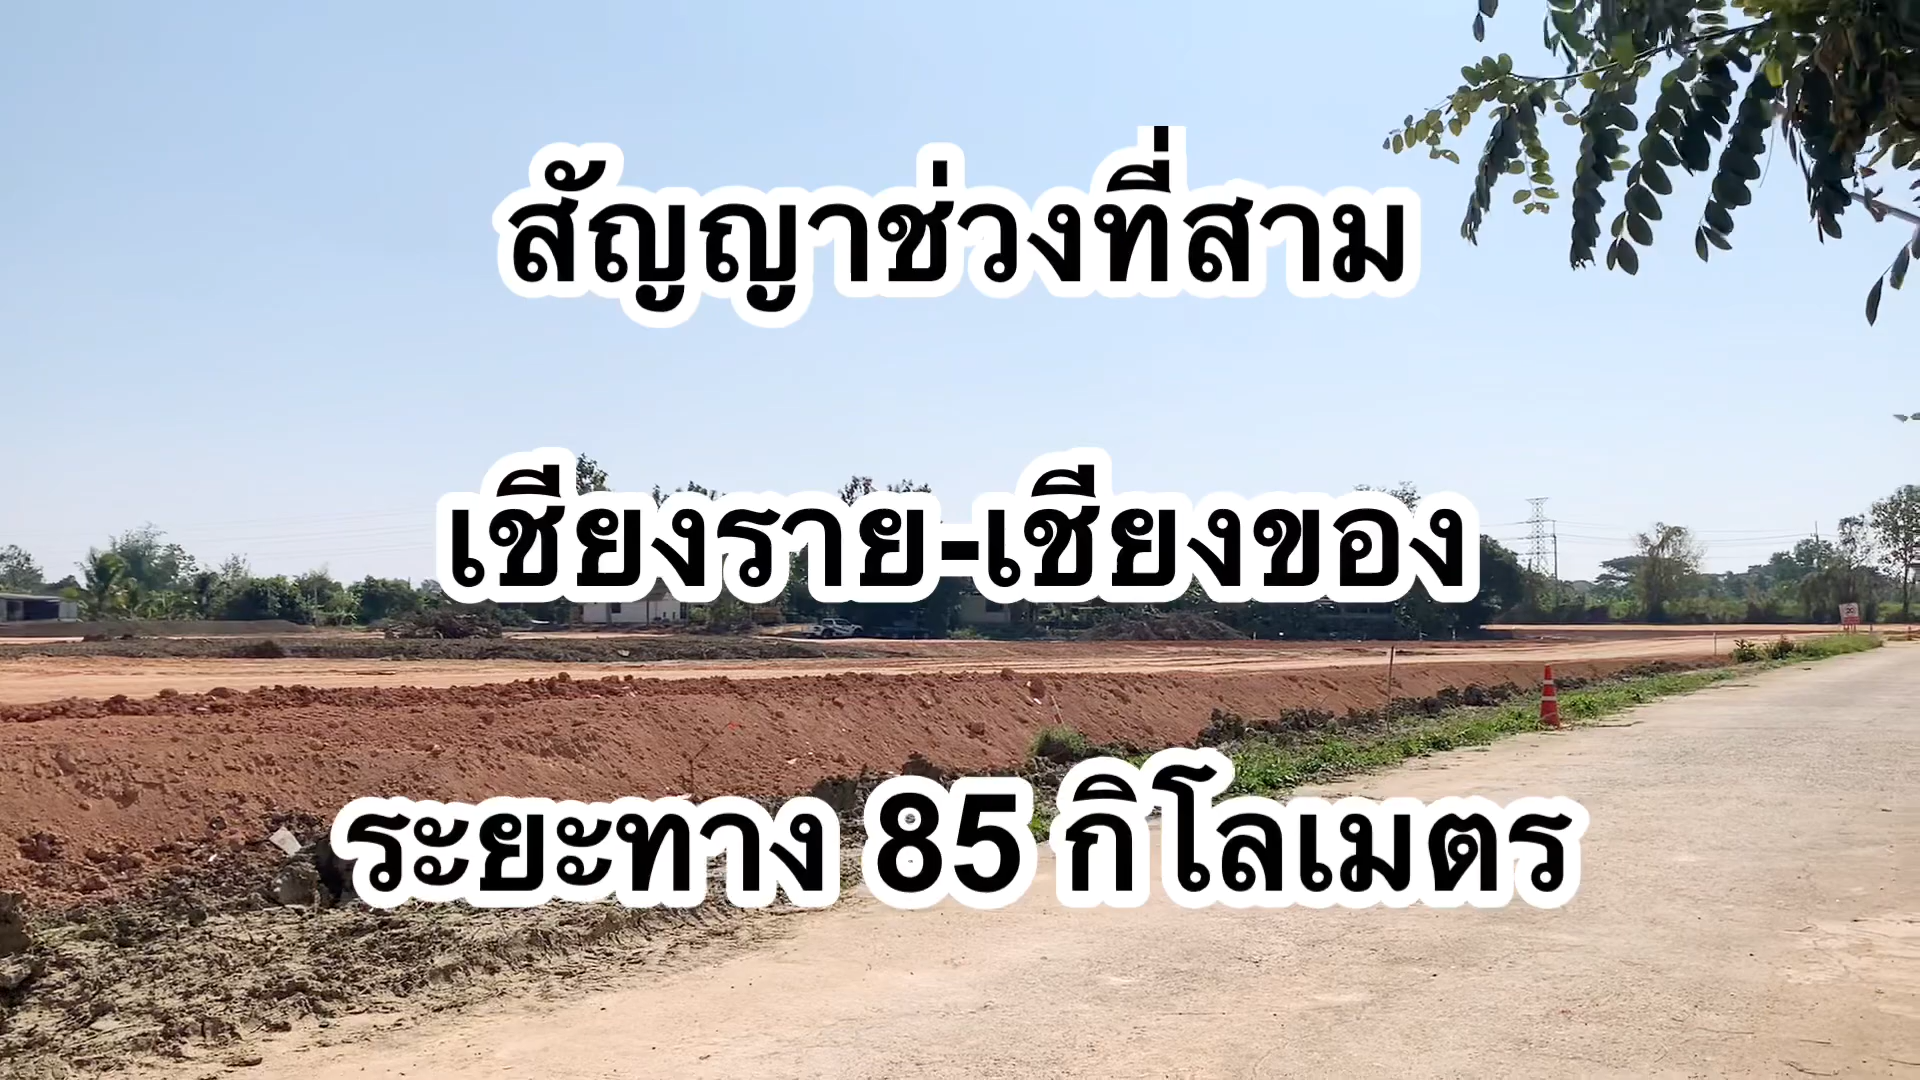 สัญญาช่วงที่สาม
เชียงราย-เชียงของ
ระยะทาง 85 กิโลเมตร